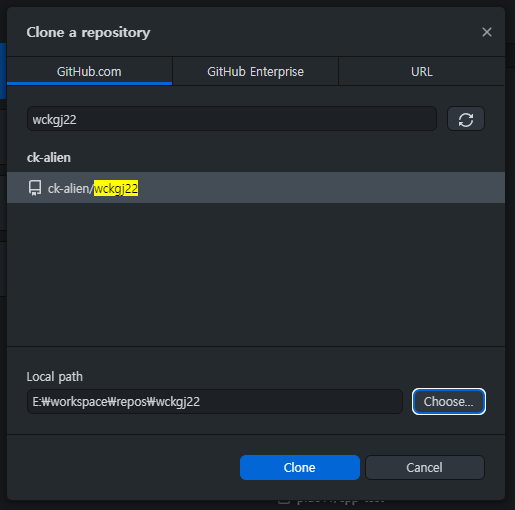 Clone a repository
GitHub.com
GitHub Enterprise
URL
wckgj22
ck-alien
ck-alien/wckgj22
Local path
E:₩workspace₩repos₩wckgj22
Choose...
Clone
Cancel